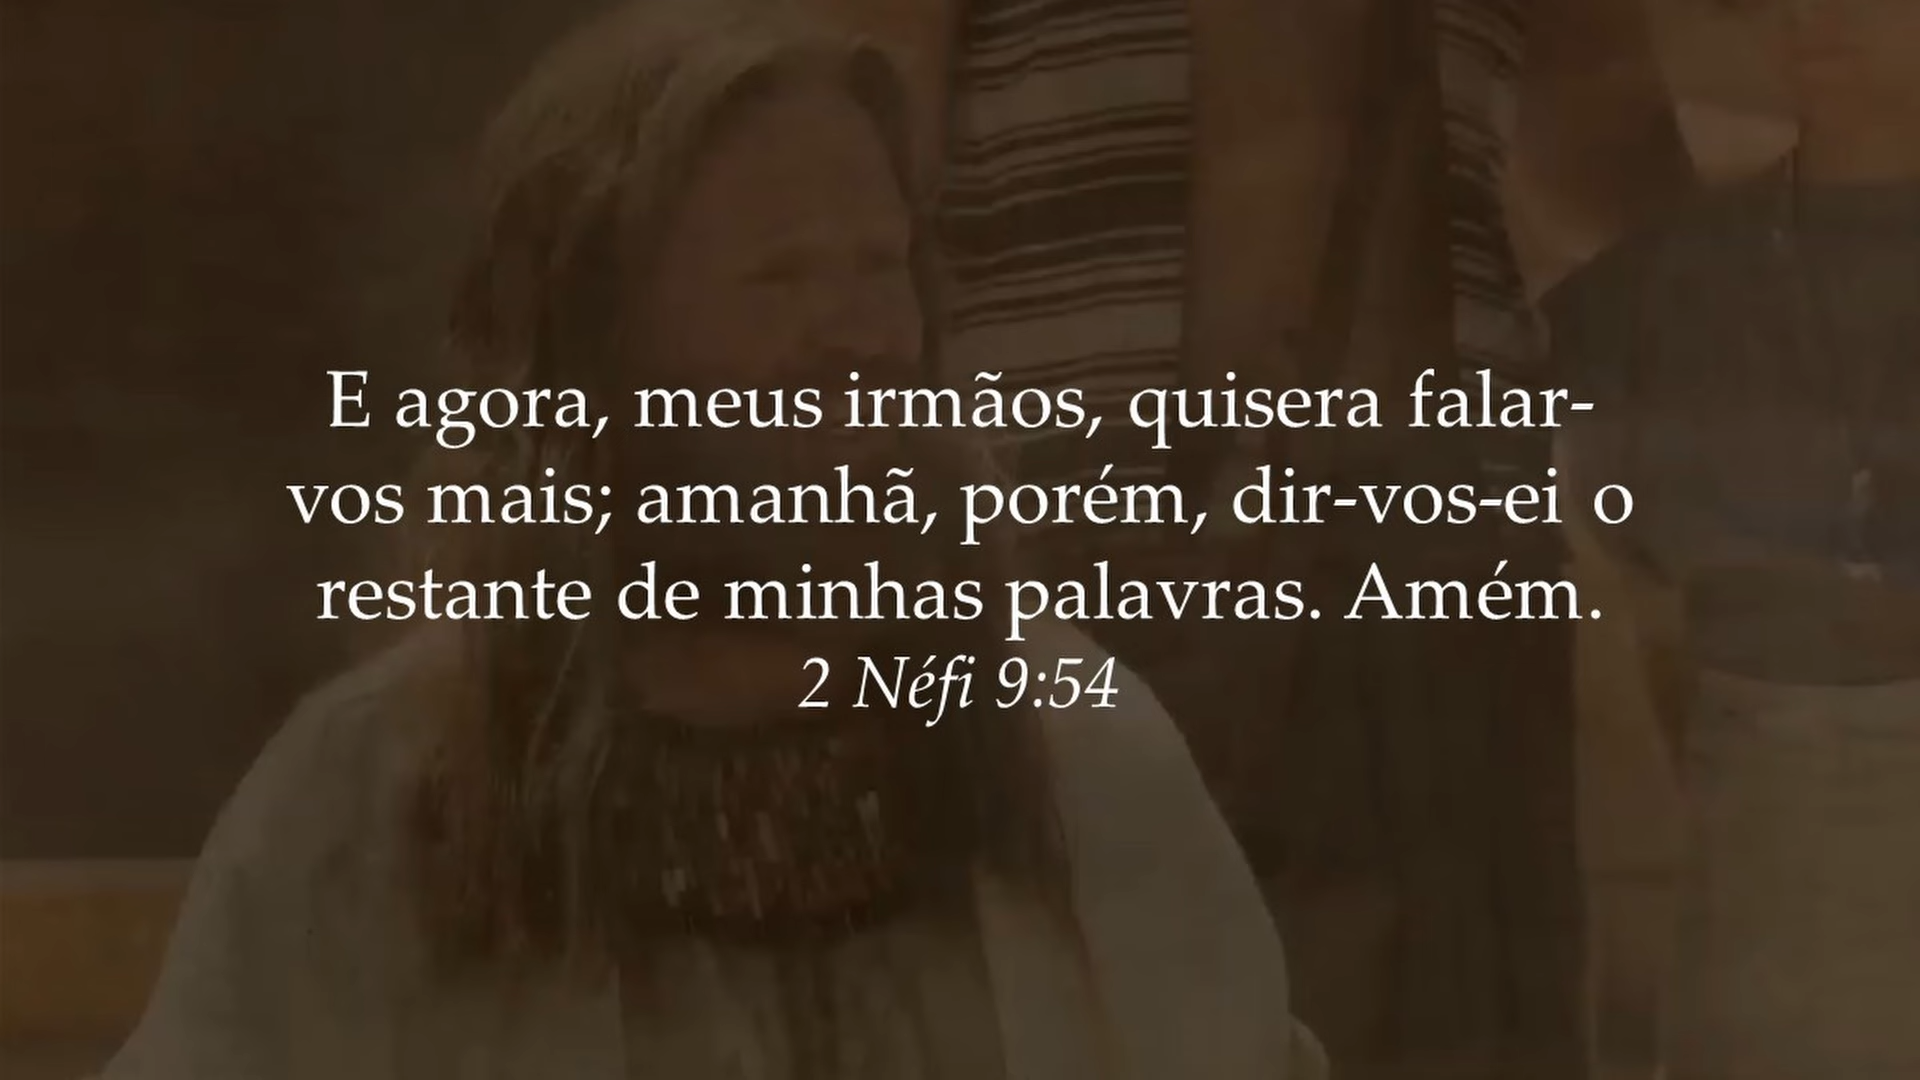 E agora, meus irmãos, quisera falar-
vos mais; amanhã, porém, dir-vos-ei o
restante de minhas palavras. Amém.
2 Néfi 9:54